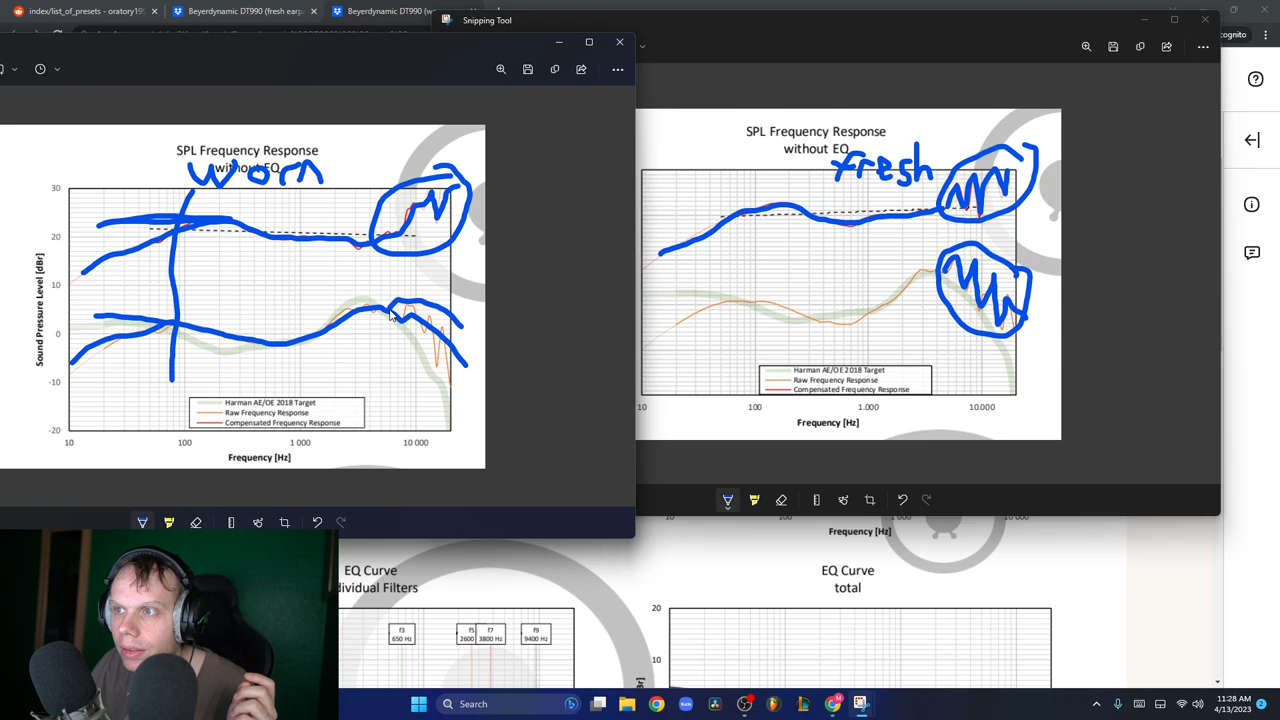 index/list_of_presets - oratory19
Beyerdynamic DT990 (fresh earp
Beyerdynamic DT990 (w
Snipping Tool
cognito
SPL Frequency Response
without EQ
Worn
30
20
10
0
-10
-20
Sound Pressure Level [dBr]
Harman AE/OE 2018 Target
Raw Frequency Response
Compensated Frequency Response
10
100
1 000
10 000
Frequency [Hz]
SPL Frequency Response
without EQ
fresh
Harman AE/OE 2018 Target
Raw Frequency Response
Compensated Frequency Response
10
100
1.000
10.000
Frequency [Hz]
Frequency [Hz]
EQ Curve
dividual Filters
f3
650 Hz
f5
2600
f7
3800 Hz
f9
9400 Hz
EQ Curve
total
20
10
Br]
Search
11:28 AM
4/13/2023